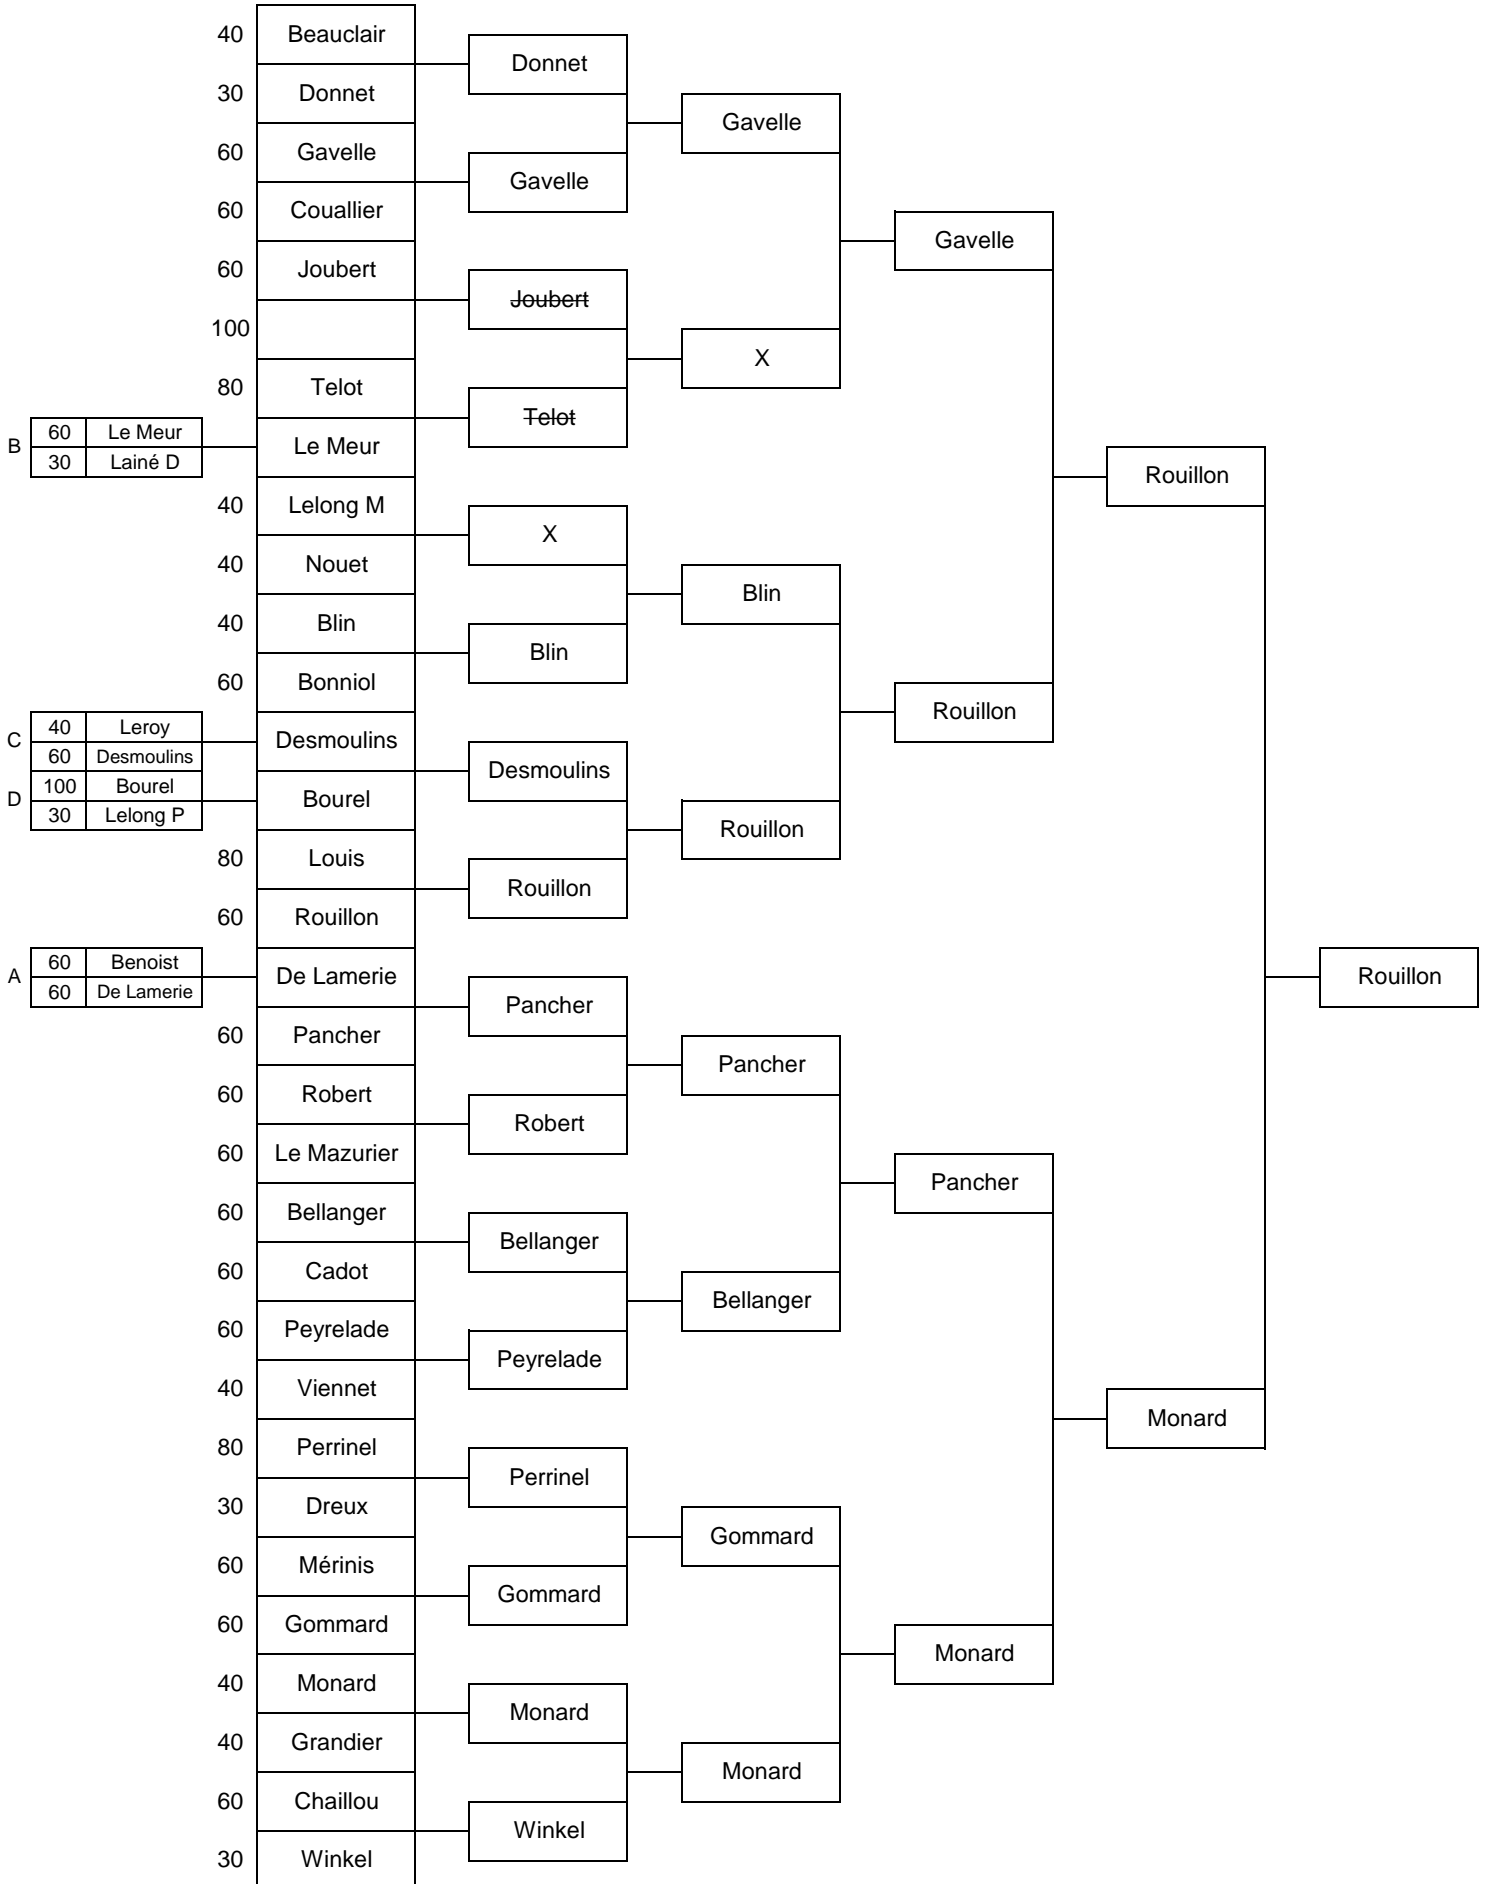 40 Beauclair
Donnet
30 Donnet
Gavelle
60 Gavelle
Gavelle
60 Couallier
Gavelle
60 Joubert
Joubert
100
X
80 Telot
Telot
B 60 Le Meur
30 Lainé D
Le Meur
Rouillon
40 Lelong M
X
40 Nouet
Blin
40 Blin
Blin
60 Bonniol
Rouillon
C 40 Leroy
60 Desmoulins
Desmoulins
Desmoulins
D 100 Bourel
30 Lelong P
Bourel
Rouillon
80 Louis
Rouillon
60 Rouillon
A 60 Benoist
60 De Lamerie
De Lamerie
Rouillon
Pancher
60 Pancher
Pancher
60 Robert
Robert
60 Le Mazurier
Pancher
60 Bellanger
Bellanger
60 Cadot
Bellanger
60 Peyrelade
Peyrelade
40 Viennet
Monard
80 Perrinel
Perrinel
30 Dreux
Gommard
60 Mérinis
Gommard
60 Gommard
Monard
40 Monard
Monard
40 Grandier
Monard
60 Chaillou
Winkel
30 Winkel